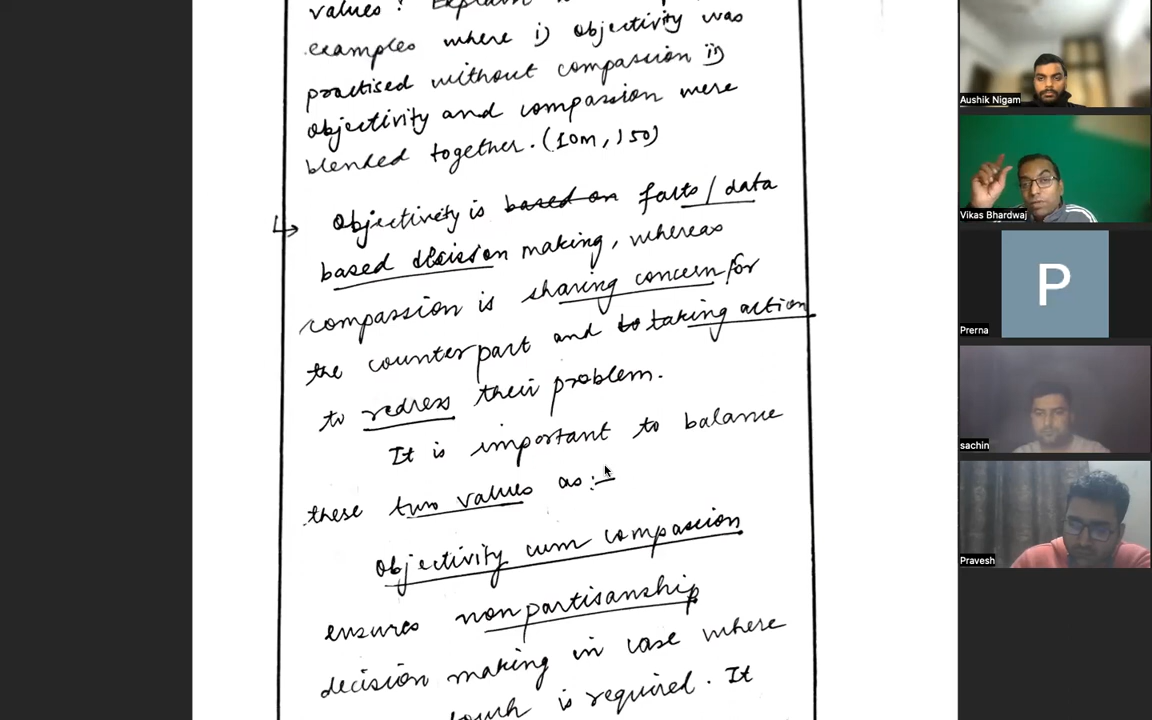 values? Explain
examples where i) objectivity was
practised without compassion ii)
objectivity and compassion were
blended together. (10m, 150)
↳ Objectivity is based on facts / data
based decision making, whereas
compassion is sharing concern for
the counterpart and to taking action
to redress their problem.
It is important to balance
these two values as :-
Objectivity cum compassion
ensures nonpartisanship
decision making in case where
touch is required. It
Aushik Nigam
Vikas Bhardwaj
P
Prerna
sachin
Pravesh